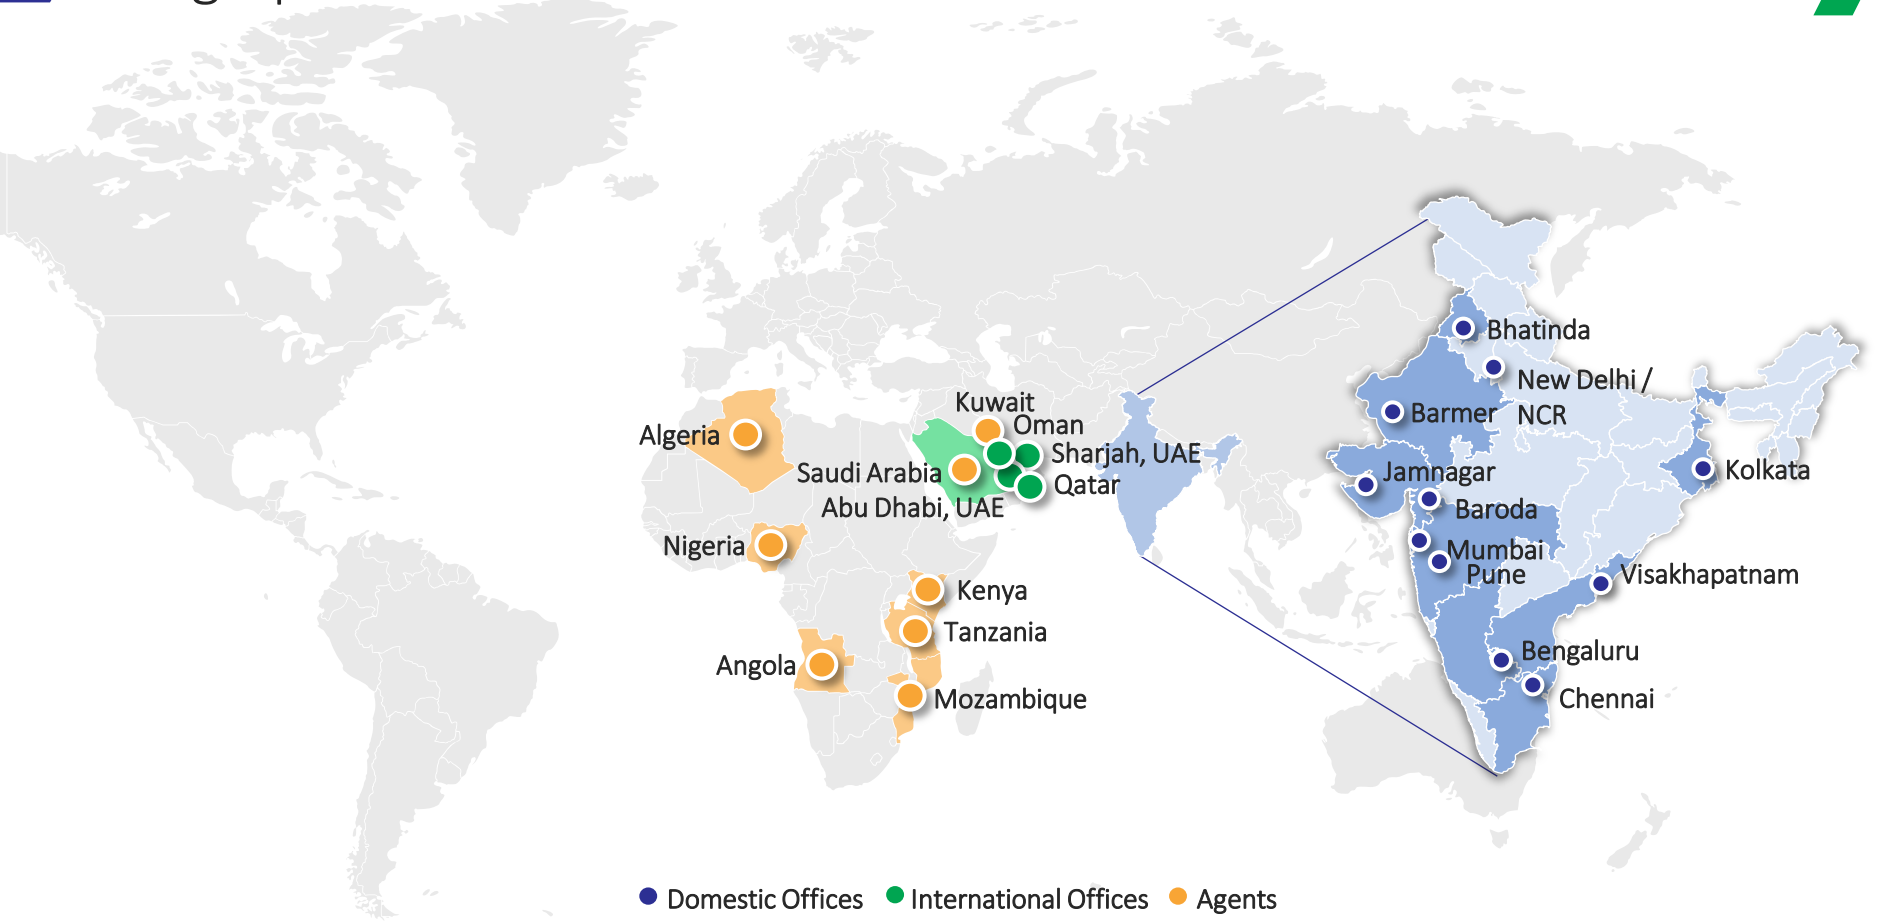 Bhatinda
New Delhi /
NCR
Barmer
Kuwait
Oman
Algeria
Sharjah, UAE
Saudi Arabia
Qatar
Abu Dhabi, UAE
Jamnagar
Kolkata
Baroda
Nigeria
Mumbai
Pune
Visakhapatnam
Kenya
Tanzania
Bengaluru
Angola
Mozambique
Chennai
Domestic Offices
International Offices
Agents